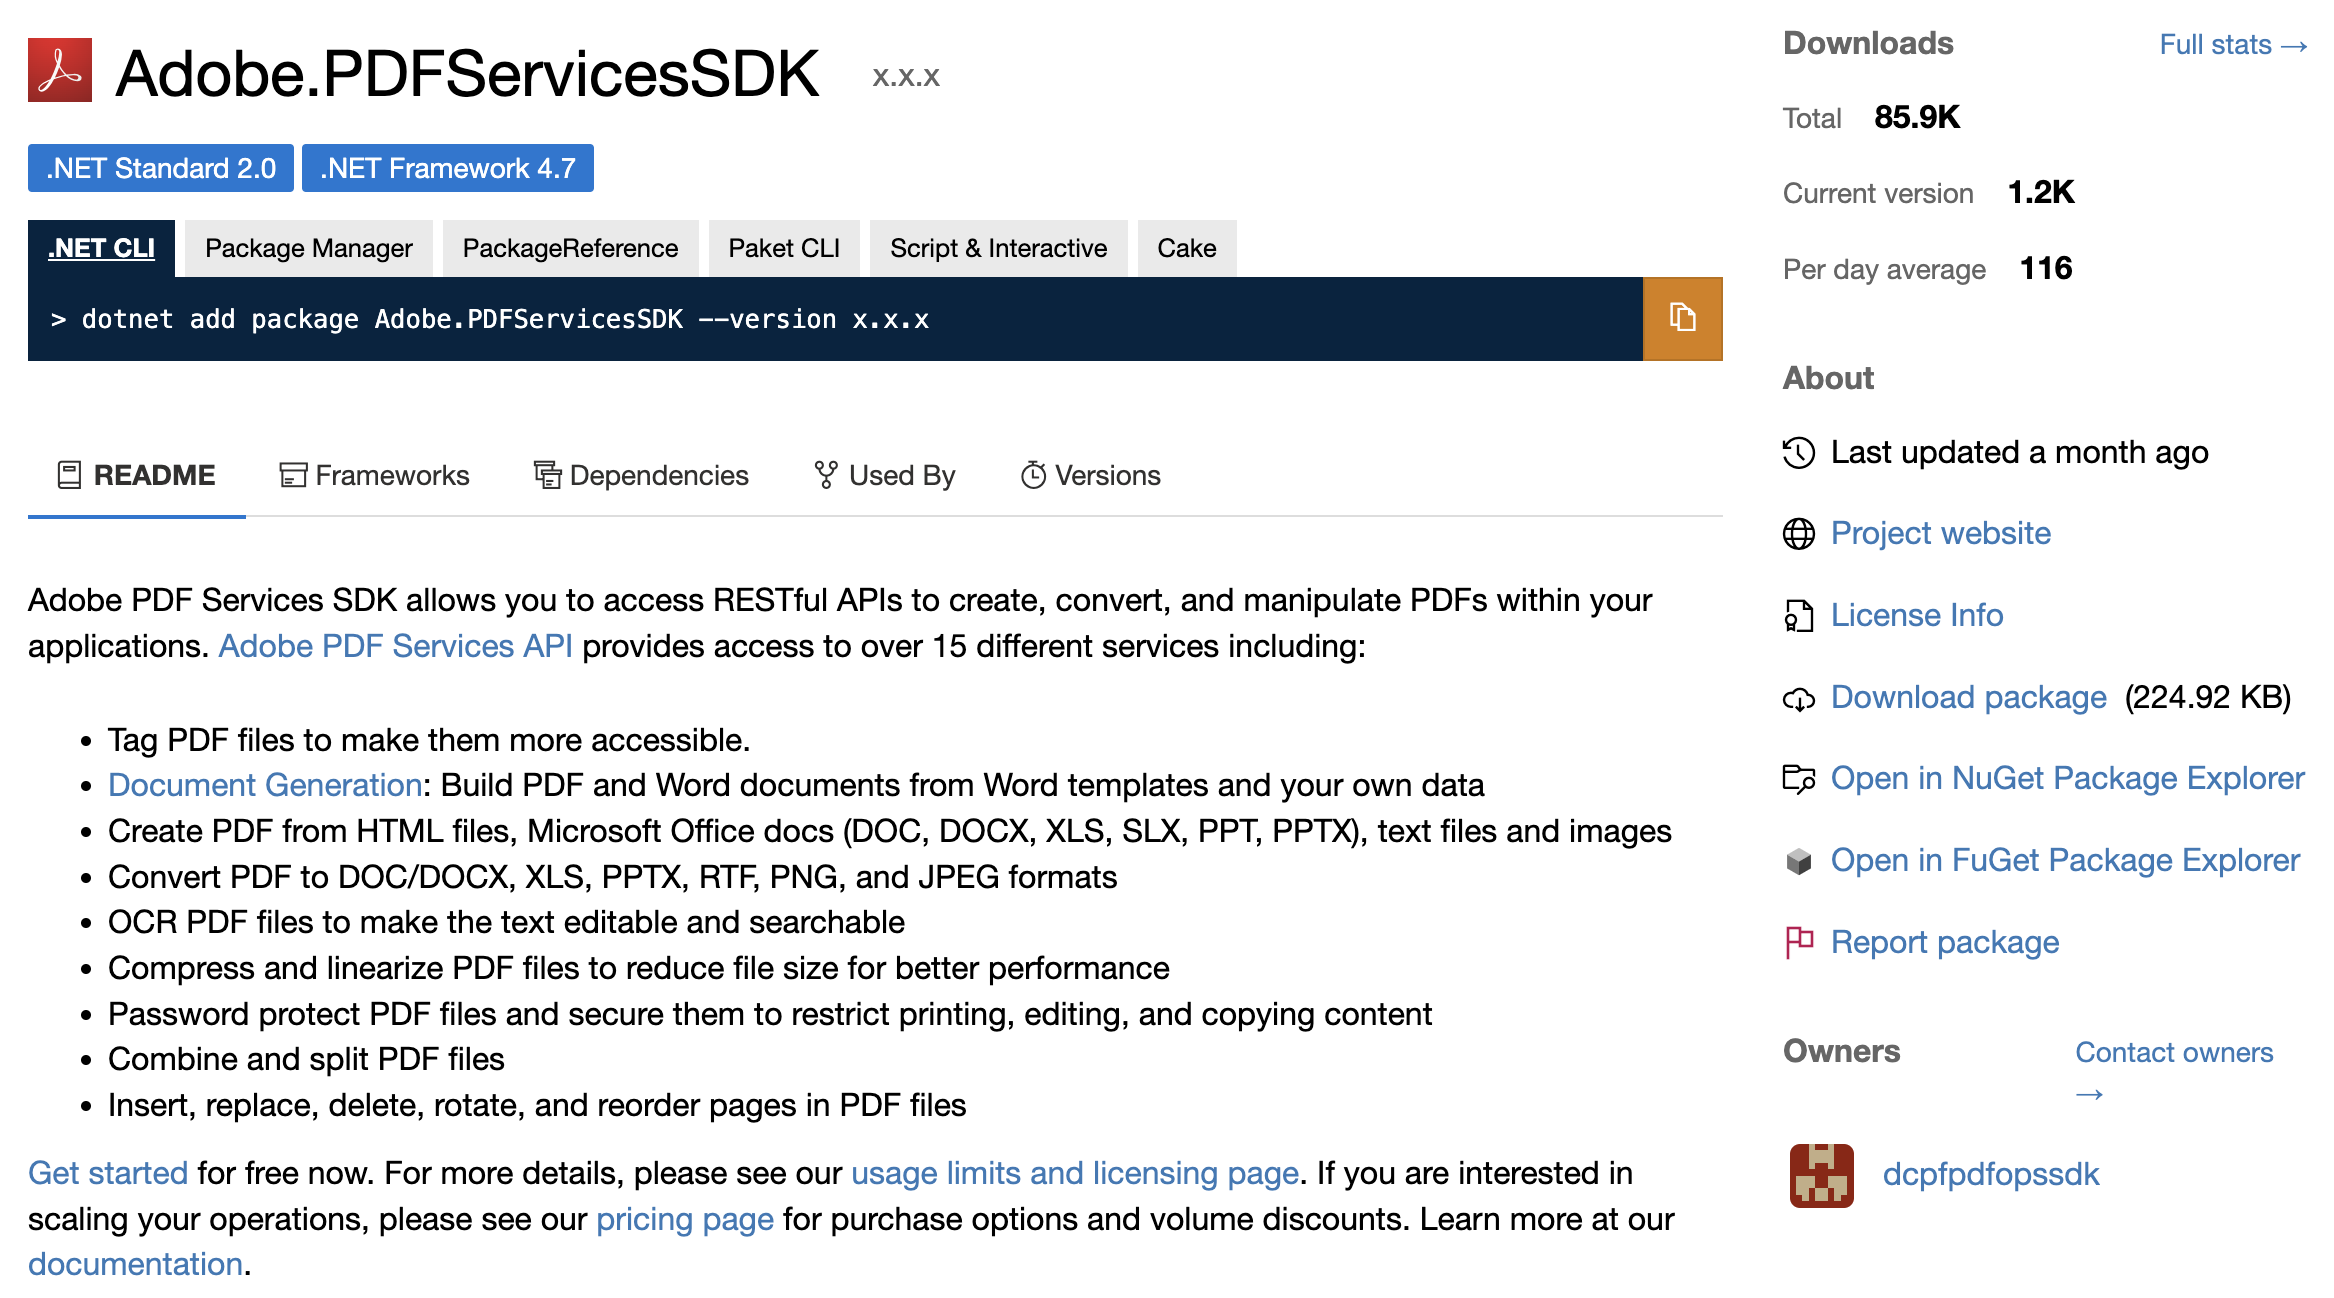 Adobe.PDFServicesSDK x.x.x
.NET Standard 2.0 .NET Framework 4.7
.NET CLI Package Manager PackageReference Paket CLI Script & Interactive Cake
> dotnet add package Adobe.PDFServicesSDK --version x.x.x
README Frameworks Dependencies Used By Versions
Adobe PDF Services SDK allows you to access RESTful APIs to create, convert, and manipulate PDFs within your
applications. Adobe PDF Services API provides access to over 15 different services including:
• Tag PDF files to make them more accessible.
• Document Generation: Build PDF and Word documents from Word templates and your own data
• Create PDF from HTML files, Microsoft Office docs (DOC, DOCX, XLS, SLX, PPT, PPTX), text files and images
• Convert PDF to DOC/DOCX, XLS, PPTX, RTF, PNG, and JPEG formats
• OCR PDF files to make the text editable and searchable
• Compress and linearize PDF files to reduce file size for better performance
• Password protect PDF files and secure them to restrict printing, editing, and copying content
• Combine and split PDF files
• Insert, replace, delete, rotate, and reorder pages in PDF files
Get started for free now. For more details, please see our usage limits and licensing page. If you are interested in
scaling your operations, please see our pricing page for purchase options and volume discounts. Learn more at our
documentation.
Downloads Full stats →
Total 85.9K
Current version 1.2K
Per day average 116
About
Last updated a month ago
Project website
License Info
Download package (224.92 KB)
Open in NuGet Package Explorer
Open in FuGet Package Explorer
Report package
Owners Contact owners
→
dcpfpdfopssdk